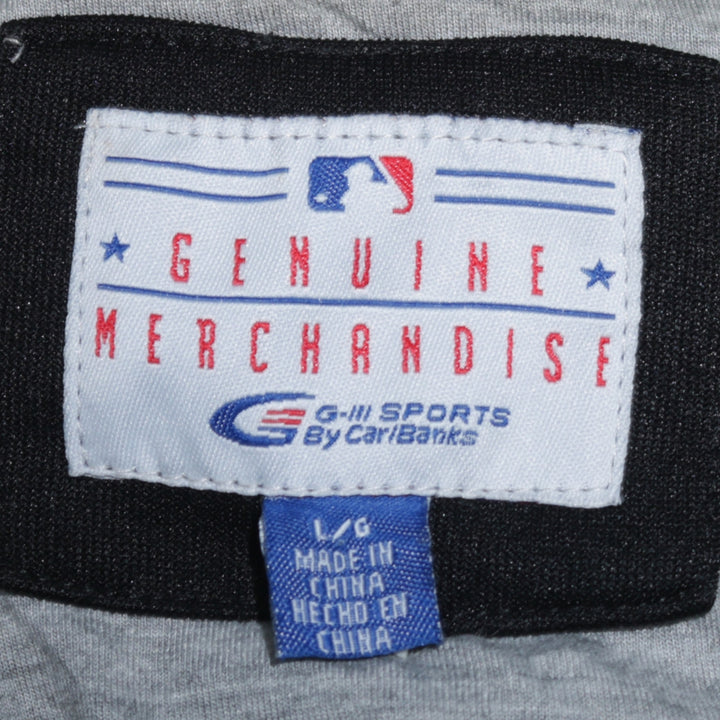 GENUINE
MERCHANDISE
G-III SPORTS
By Carl Banks
L/G
MADE IN
CHINA
HECHO EN
CHINA